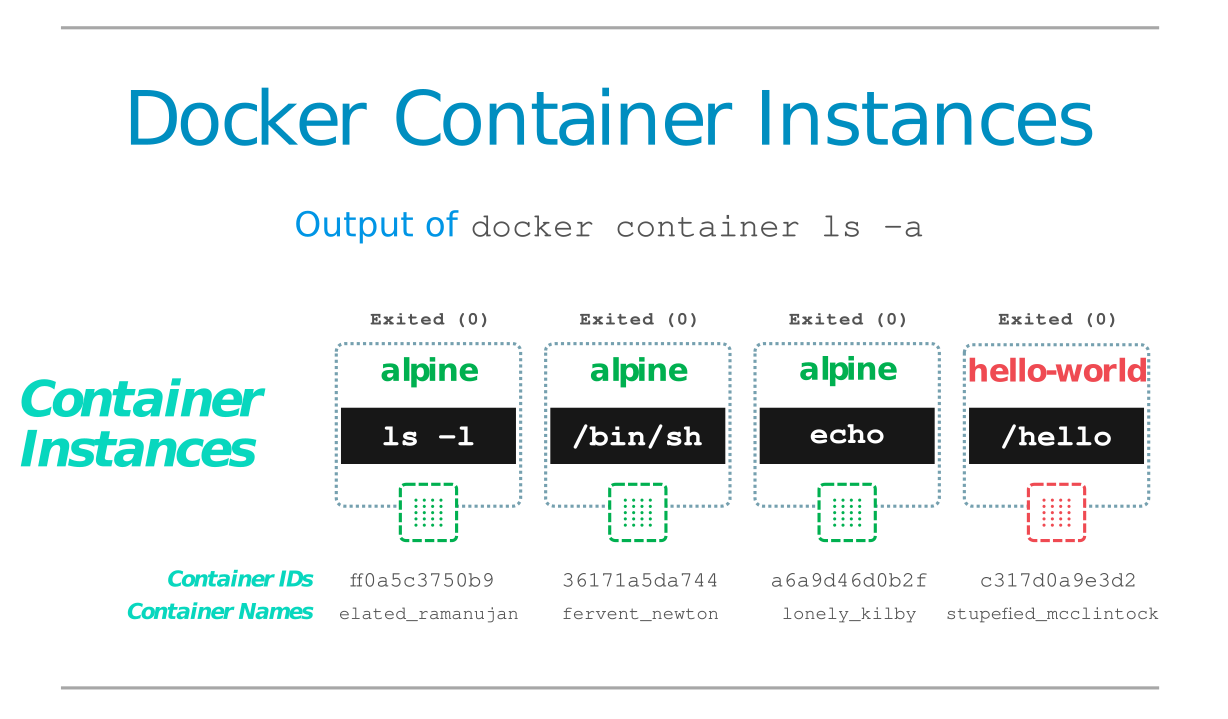 Docker Container Instances
Output of docker container ls -a
Exited (0) Exited (0) Exited (0) Exited (0)
alpine alpine alpine hello-world
Container
Instances
ls -l /bin/sh echo /hello
Container IDs ff0a5c3750b9 36171a5da744 a6a9d46d0b2f c317d0a9e3d2
Container Names elated_ramanujan fervent_newton lonely_kilby stupefied_mcclintock